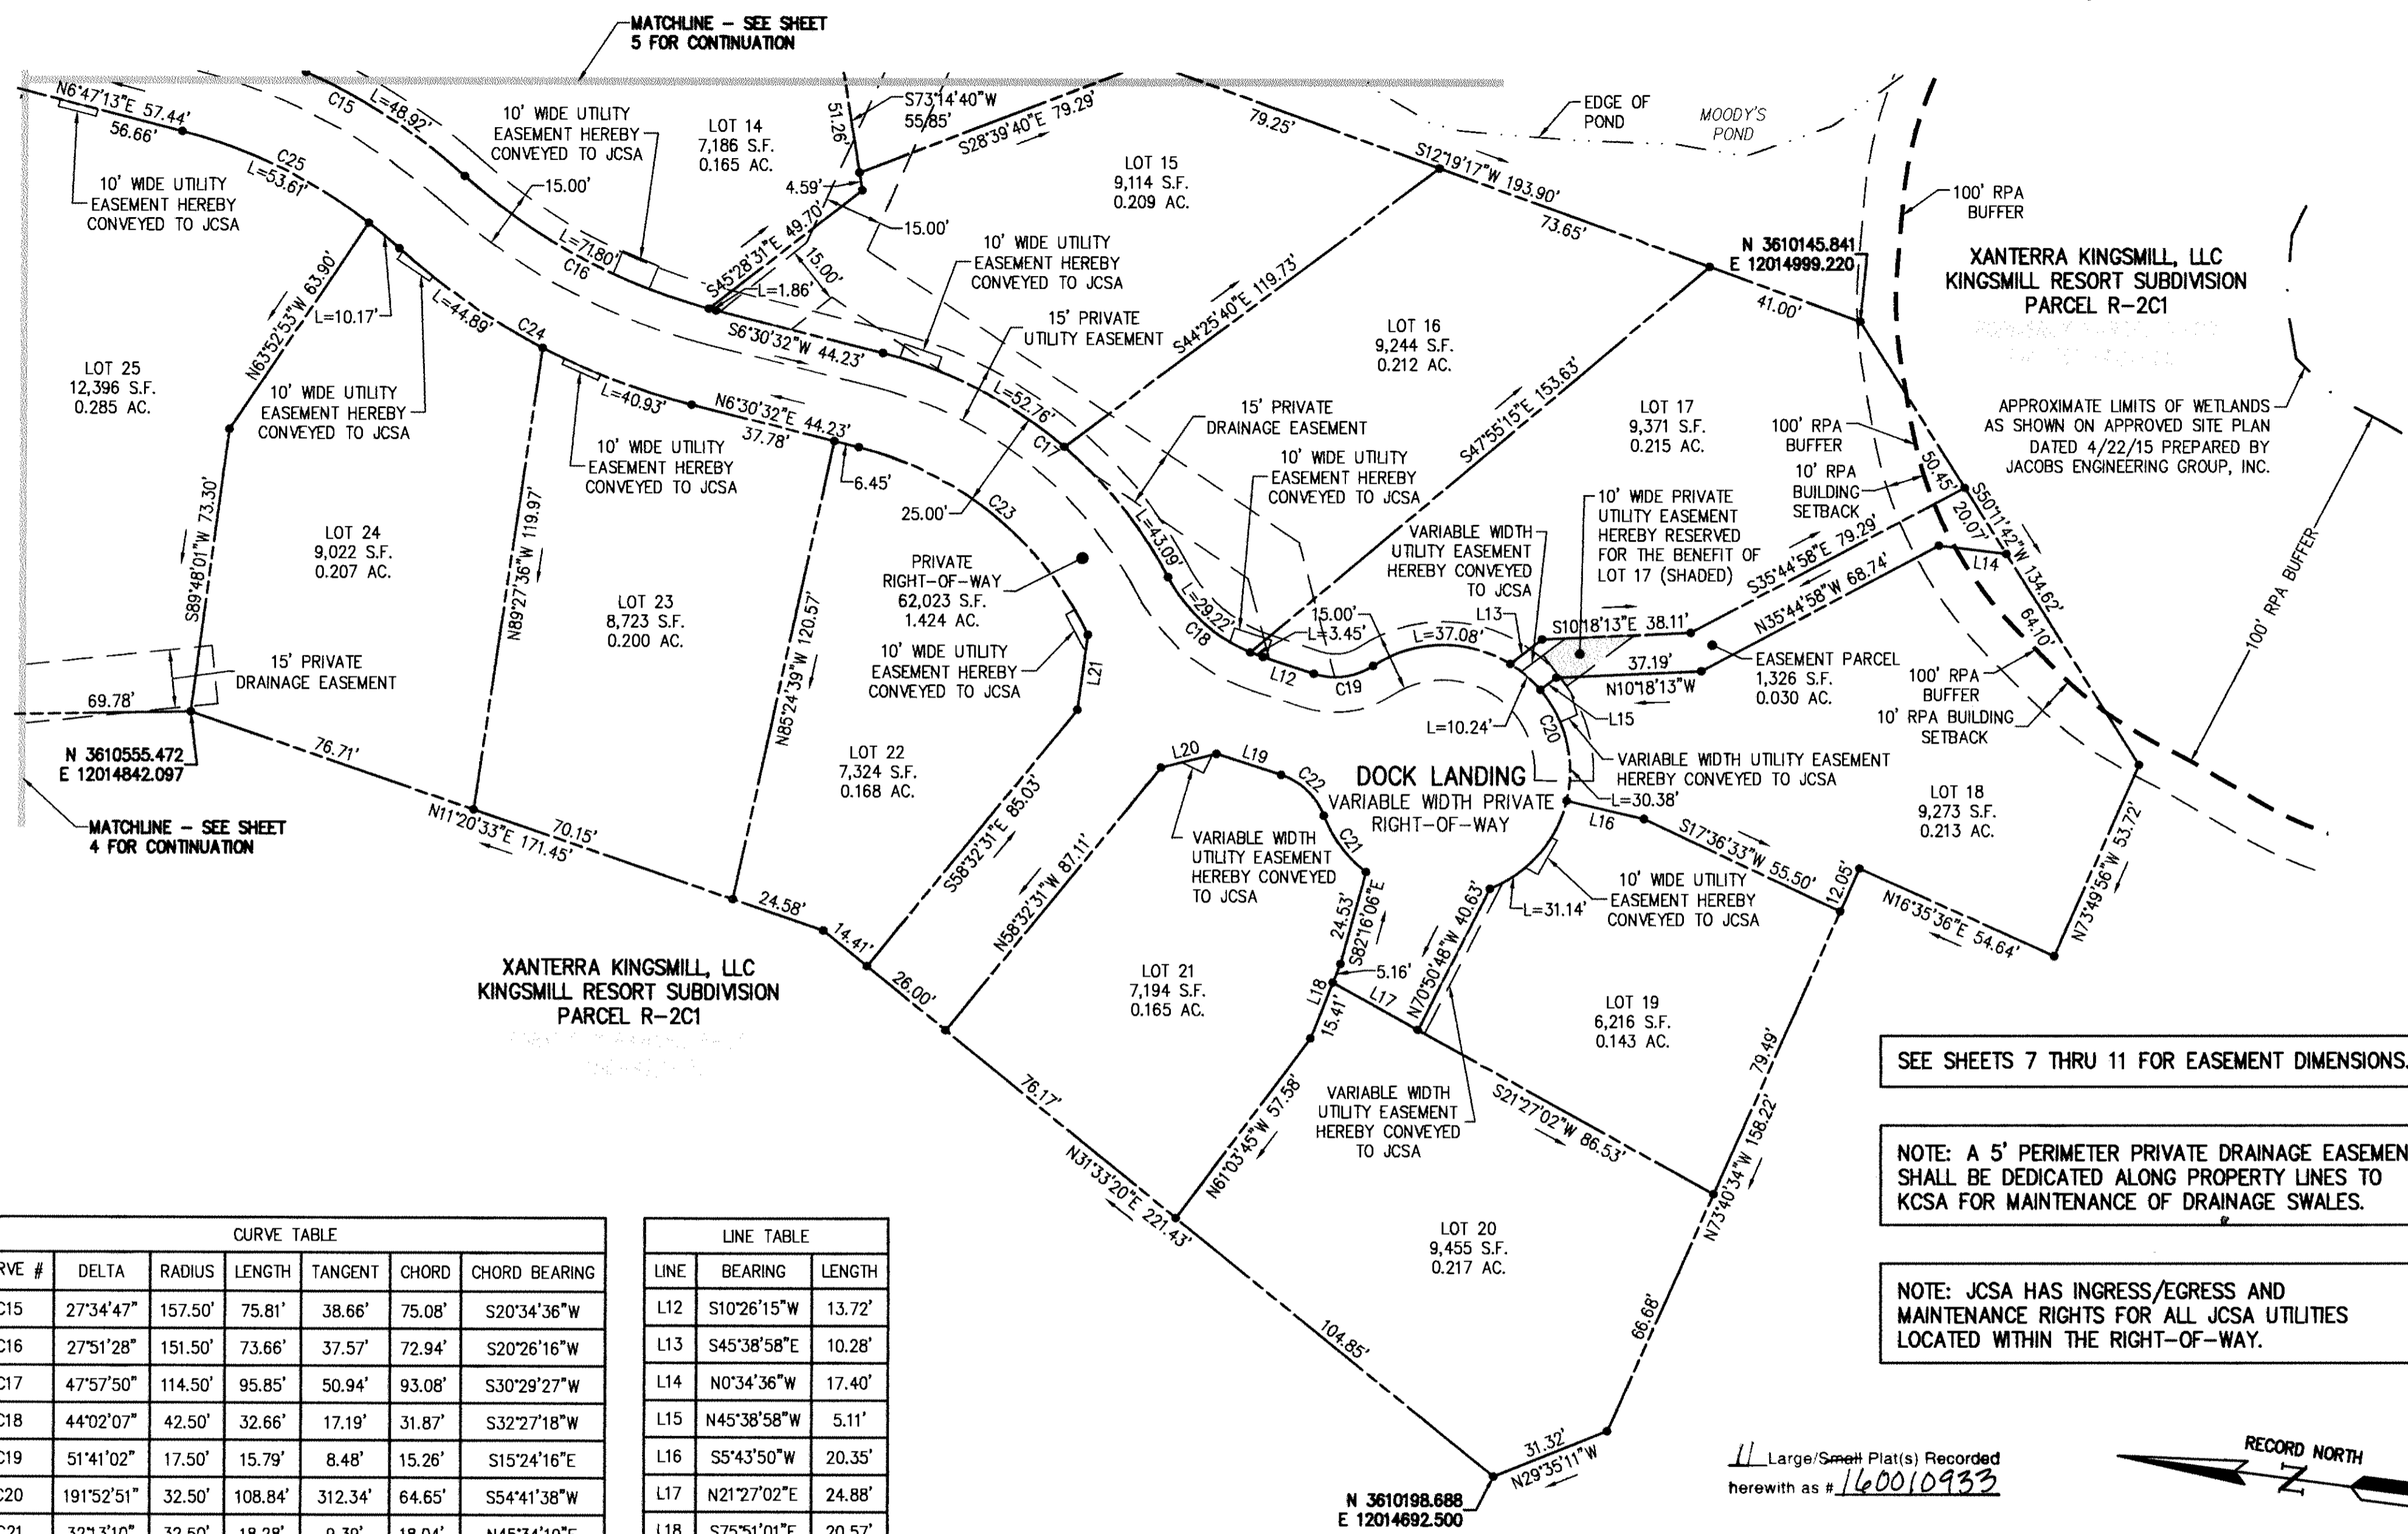 MATCHLINE - SEE SHEET
5 FOR CONTINUATION
N6°47'13"E 57.44'
56.66'
C15
L=48.92'
10' WIDE UTILITY
EASEMENT HEREBY
CONVEYED TO JCSA
C25
L=53.61'
10' WIDE UTILITY
EASEMENT HEREBY
CONVEYED TO JCSA
15.00'
LOT 14
7,186 S.F.
0.165 AC.
51.26'
S73°14'40"W
55.85'
S28°39'40"E 79.29'
4.59'
L=71.80'
C16
S45°28'31"E 49.70'
L=1.86'
15.00'
15.00'
LOT 15
9,114 S.F.
0.209 AC.
79.25'
S12°19'17"W 193.90'
73.65'
41.00'
EDGE OF
POND
MOODY'S
POND
100' RPA
BUFFER
N 3610145.841
E 12014999.220
XANTERRA KINGSMILL, LLC
KINGSMILL RESORT SUBDIVISION
PARCEL R-2C1
APPROXIMATE LIMITS OF WETLANDS
AS SHOWN ON APPROVED SITE PLAN
DATED 4/22/15 PREPARED BY
JACOBS ENGINEERING GROUP, INC.
10' WIDE UTILITY
EASEMENT HEREBY
CONVEYED TO JCSA
15' PRIVATE
UTILITY EASEMENT
S6°30'32"W 44.23'
L=52.76'
C17
S44°25'40"E 119.73'
LOT 16
9,244 S.F.
0.212 AC.
S47°55'15"E 153.63'
LOT 17
9,371 S.F.
0.215 AC.
100' RPA
BUFFER
10' RPA
BUILDING
SETBACK
50.45'
S50°11'42"W 134.62'
20.07'
64.10'
L14
100' RPA BUFFER
LOT 25
12,396 S.F.
0.285 AC.
N63°52'53"W 63.90'
L=10.17'
L=44.89'
C24
10' WIDE UTILITY
EASEMENT HEREBY
CONVEYED TO JCSA
L=40.93'
N6°30'32"E 44.23'
37.78'
6.45'
10' WIDE UTILITY
EASEMENT HEREBY
CONVEYED TO JCSA
25.00'
C23
15' PRIVATE
DRAINAGE EASEMENT
10' WIDE UTILITY
EASEMENT HEREBY
CONVEYED TO JCSA
L=43.09'
L=29.22'
C18
L=3.45'
15.00'
L=37.08'
L12
C19
VARIABLE WIDTH
UTILITY EASEMENT
HEREBY CONVEYED
TO JCSA
10' WIDE PRIVATE
UTILITY EASEMENT
HEREBY RESERVED
FOR THE BENEFIT OF
LOT 17 (SHADED)
L13
S10°18'13"E 38.11'
S35°44'58"E 79.29'
N35°44'58"W 68.74'
37.19'
N10°18'13"W
EASEMENT PARCEL
1,326 S.F.
0.030 AC.
L15
L=10.24'
C20
100' RPA
BUFFER
10' RPA BUILDING
SETBACK
VARIABLE WIDTH UTILITY EASEMENT
HEREBY CONVEYED TO JCSA
S89°48'01"W 73.30'
LOT 24
9,022 S.F.
0.207 AC.
N89°27'36"W 119.97'
LOT 23
8,723 S.F.
0.200 AC.
N85°24'39"W 120.57'
PRIVATE
RIGHT-OF-WAY
62,023 S.F.
1.424 AC.
10' WIDE UTILITY
EASEMENT HEREBY
CONVEYED TO JCSA
L21
15' PRIVATE
DRAINAGE EASEMENT
69.78'
N 3610555.472
E 12014842.097
76.71'
N11°20'33"E 171.45'
70.15'
24.58'
14.41'
26.00'
MATCHLINE - SEE SHEET
4 FOR CONTINUATION
LOT 22
7,324 S.F.
0.168 AC.
S58°32'31"E 85.03'
N58°32'31"W 87.11'
L20
L19
C22
C21
VARIABLE WIDTH
UTILITY EASEMENT
HEREBY CONVEYED
TO JCSA
DOCK LANDING
VARIABLE WIDTH PRIVATE
RIGHT-OF-WAY
L=30.38'
L16
S17°36'33"W 55.50'
12.05'
LOT 18
9,273 S.F.
0.213 AC.
N73°49'56"W 53.72'
N16°35'36"E 54.64'
10' WIDE UTILITY
EASEMENT HEREBY
CONVEYED TO JCSA
L=31.14'
N70°50'48"W 40.63'
24.53'
S82°16'06"E
5.16'
L18
15.41'
L17
XANTERRA KINGSMILL, LLC
KINGSMILL RESORT SUBDIVISION
PARCEL R-2C1
LOT 21
7,194 S.F.
0.165 AC.
LOT 19
6,216 S.F.
0.143 AC.
79.49'
N73°40'34"W 158.22'
66.68'
VARIABLE WIDTH
UTILITY EASEMENT
HEREBY CONVEYED
TO JCSA
S21°27'02"W 86.53'
N61°03'45"W 57.58'
76.17'
N31°33'20"E 221.43'
104.85'
LOT 20
9,455 S.F.
0.217 AC.
31.32'
N29°35'11"W
N 3610198.688
E 12014692.500
SEE SHEETS 7 THRU 11 FOR EASEMENT DIMENSIONS.
NOTE: A 5' PERIMETER PRIVATE DRAINAGE EASEMEN
SHALL BE DEDICATED ALONG PROPERTY LINES TO
KCSA FOR MAINTENANCE OF DRAINAGE SWALES.
NOTE: JCSA HAS INGRESS/EGRESS AND
MAINTENANCE RIGHTS FOR ALL JCSA UTILITIES
LOCATED WITHIN THE RIGHT-OF-WAY.
11 Large/Small Plat(s) Recorded
herewith as # 160010933
RECORD NORTH
N
CURVE TABLE
RVE # DELTA RADIUS LENGTH TANGENT CHORD CHORD BEARING
C15 27°34'47" 157.50' 75.81' 38.66' 75.08' S20°34'36"W
C16 27°51'28" 151.50' 73.66' 37.57' 72.94' S20°26'16"W
C17 47°57'50" 114.50' 95.85' 50.94' 93.08' S30°29'27"W
C18 44°02'07" 42.50' 32.66' 17.19' 31.87' S32°27'18"W
C19 51°41'02" 17.50' 15.79' 8.48' 15.26' S15°24'16"E
C20 191°52'51" 32.50' 108.84' 312.34' 64.65' S54°41'38"W
C21 32°13'10" 32.50' 18.28' 9.39' 18.04' N45°34'10"E
LINE TABLE
LINE BEARING LENGTH
L12 S10°26'15"W 13.72'
L13 S45°38'58"E 10.28'
L14 N0°34'36"W 17.40'
L15 N45°38'58"W 5.11'
L16 S5°43'50"W 20.35'
L17 N21°27'02"E 24.88'
L18 S75°51'01"E 20.57'